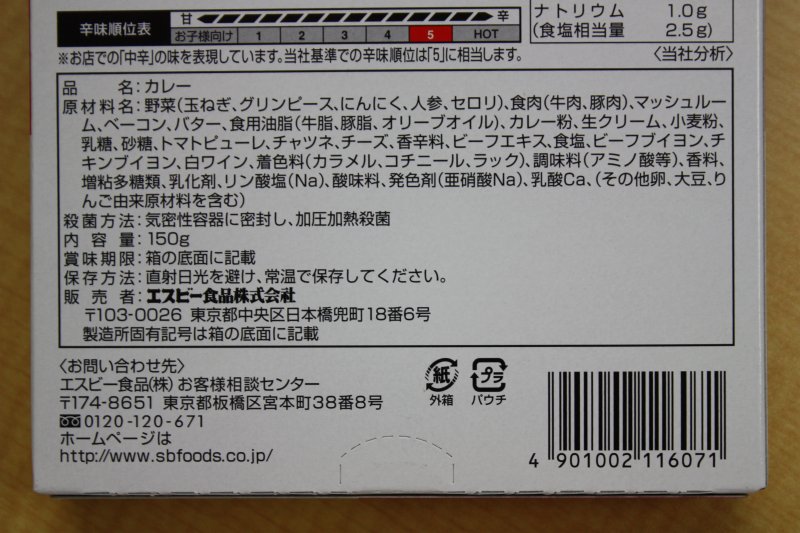 ナトリウム 1.0g
(食塩相当量 2.5g)
〈当社分析〉
辛味順位表
甘 辛
お子様向け 1 2 3 4 5 HOT
※お店での「中辛」の味を表現しています。当社基準での辛味順位は「5」に相当します。
品 名:カレー
原材料名:野菜(玉ねぎ、グリンピース、にんにく、人参、セロリ)、食肉(牛肉、豚肉)、マッシュルー
ム、ベーコン、バター、食用油脂(牛脂、豚脂、オリーブオイル)、カレー粉、生クリーム、小麦粉、
乳糖、砂糖、トマトピューレ、チャツネ、チーズ、香辛料、ビーフエキス、食塩、ビーフブイヨン、チ
キンブイヨン、白ワイン、着色料(カラメル、コチニール、ラック)、調味料(アミノ酸等)、香料、
増粘多糖類、乳化剤、リン酸塩(Na)、酸味料、発色剤(亜硝酸Na)、乳酸Ca、(その他卵、大豆、り
んご由来原材料を含む)
殺菌方法:気密性容器に密封し、加圧加熱殺菌
内 容 量:150g
賞味期限:箱の底面に記載
保存方法:直射日光を避け、常温で保存してください。
販 売 者:エスビー食品株式会社
〒103-0026 東京都中央区日本橋兜町18番6号
製造所固有記号は箱の底面に記載
〈お問い合わせ先〉
エスビー食品(株) お客様相談センター
〒174-8651 東京都板橋区宮本町38番8号
0120-120-671
ホームページは
http://www.sbfoods.co.jp/
紙 プラ
外箱 パウチ
4 901002 116071